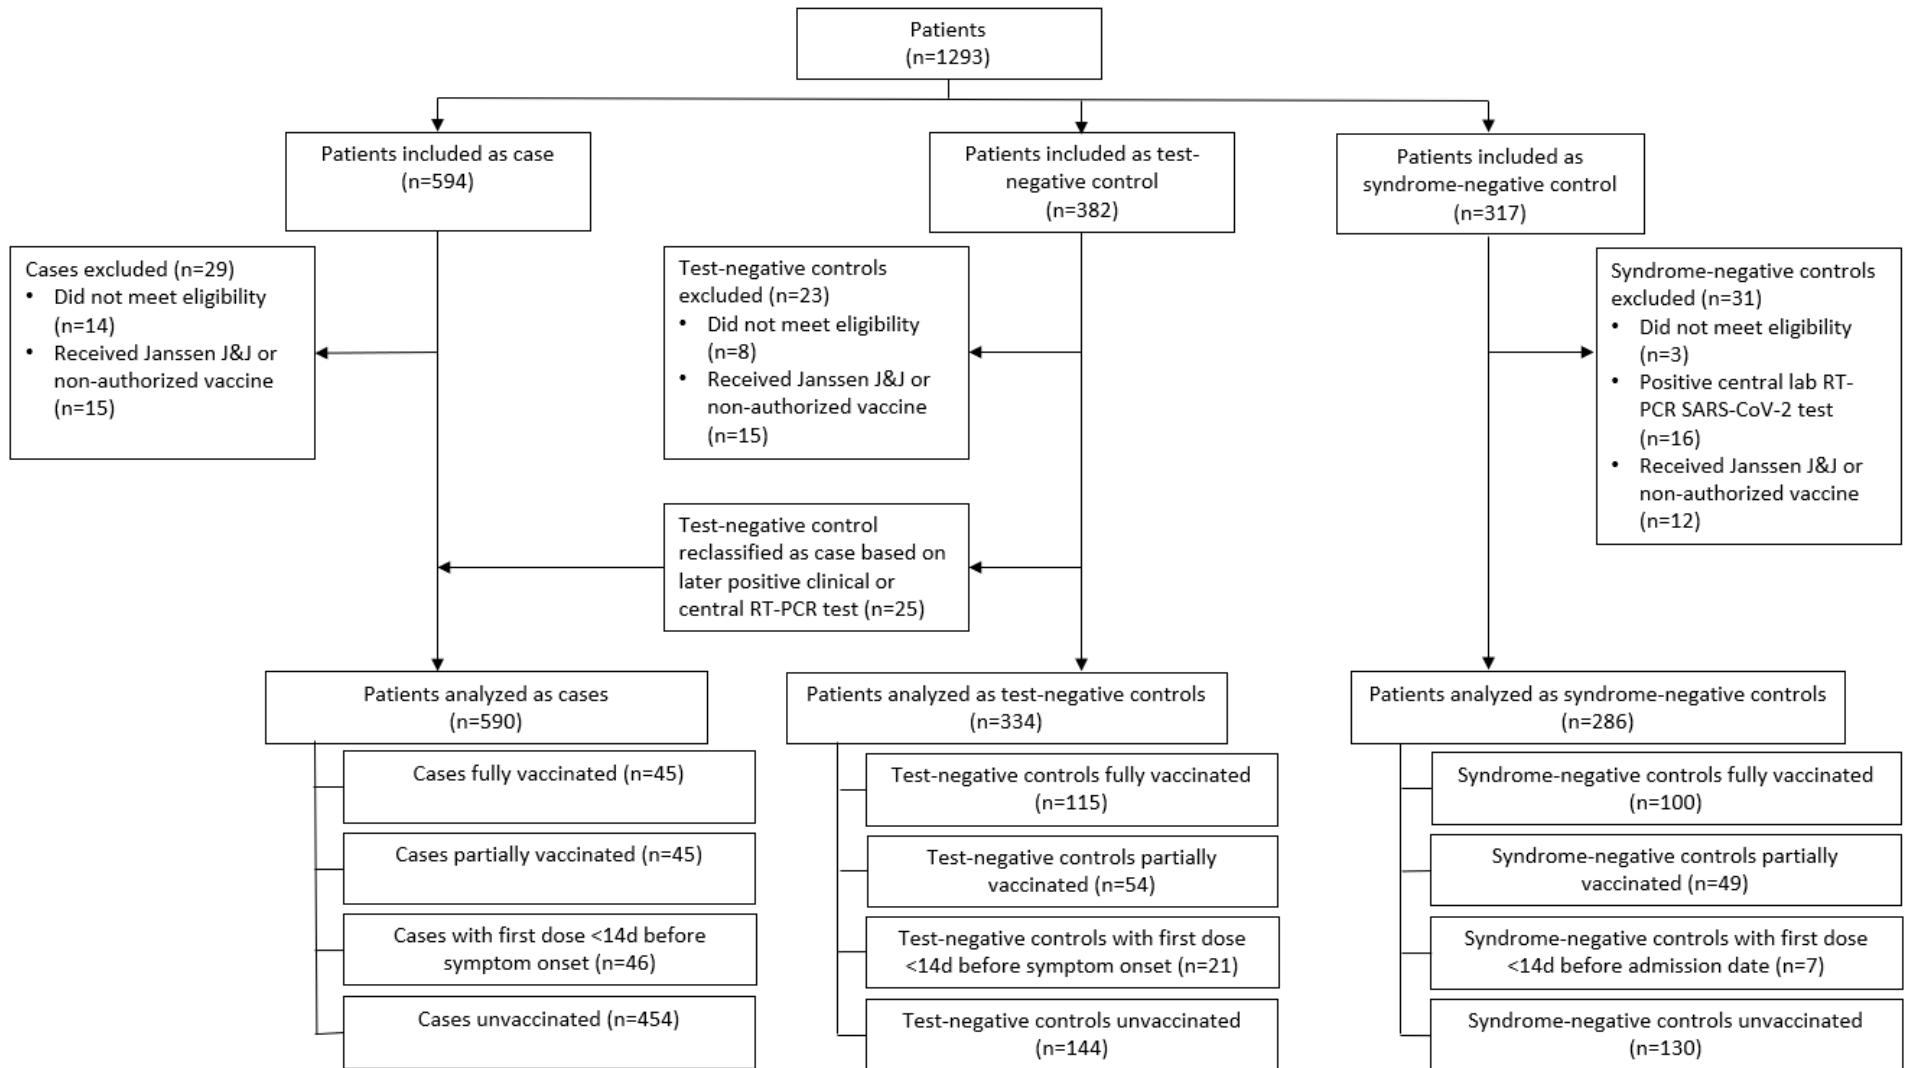 Patients
(n=1293)
Patients included as case
(n=594)
Patients included as test-
negative control
(n=382)
Patients included as
syndrome-negative control
(n=317)
Cases excluded (n=29)
• Did not meet eligibility
(n=14)
• Received Janssen J&J or
non-authorized vaccine
(n=15)
Test-negative controls
excluded (n=23)
• Did not meet eligibility
(n=8)
• Received Janssen J&J or
non-authorized vaccine
(n=15)
Syndrome-negative controls
excluded (n=31)
• Did not meet eligibility
(n=3)
• Positive central lab RT-
PCR SARS-CoV-2 test
(n=16)
• Received Janssen J&J or
non-authorized vaccine
(n=12)
Test-negative control
reclassified as case based on
later positive clinical or
central RT-PCR test (n=25)
Patients analyzed as cases
(n=590)
Cases fully vaccinated (n=45)
Cases partially vaccinated (n=45)
Cases with first dose <14d before
symptom onset (n=46)
Cases unvaccinated (n=454)
Patients analyzed as test-negative controls
(n=334)
Test-negative controls fully vaccinated
(n=115)
Test-negative controls partially
vaccinated (n=54)
Test-negative controls with first dose
<14d before symptom onset (n=21)
Test-negative controls unvaccinated
(n=144)
Patients analyzed as syndrome-negative controls
(n=286)
Syndrome-negative controls fully vaccinated
(n=100)
Syndrome-negative controls partially
vaccinated (n=49)
Syndrome-negative controls with first dose
<14d before admission date (n=7)
Syndrome-negative controls unvaccinated
(n=130)